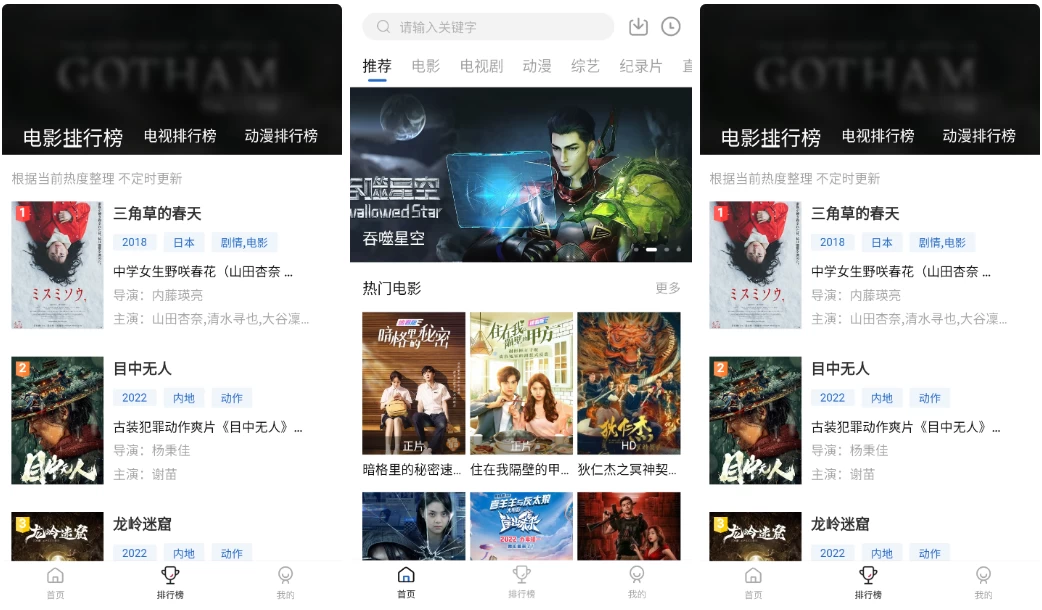 GOTHAM
电影排行榜
电视排行榜
动漫排行榜
根据当前热度整理 不定时更新
1
三角草的春天
2018
日本
剧情,电影
中学女生野咲春花（山田杏奈 ...
导演：内藤瑛亮
主演：山田杏奈,清水寻也,大谷凜...
ミスミソウ
2
目中无人
2022
内地
动作
古装犯罪动作爽片《目中无人》...
导演：杨秉佳
主演：谢苗
目中无人
3
龙岭迷窟
龙岭迷窟
2022
内地
动作
首页
排行榜
我的
请输入关键字
推荐
电影
电视剧
动漫
综艺
纪录片
直
吞噬星空
wallowed Star
吞噬星空
热门电影
更多
暗格里的秘密
正片
暗格里的秘密速...
住在我隔壁的甲方
正片
住在我隔壁的甲...
狄仁杰
HD
狄仁杰之冥神契...
喜羊羊与灰太狼
首页
排行榜
我的
GOTHAM
电影排行榜
电视排行榜
动漫排行榜
根据当前热度整理 不定时更新
1
三角草的春天
2018
日本
剧情,电影
中学女生野咲春花（山田杏奈 ...
导演：内藤瑛亮
主演：山田杏奈,清水寻也,大谷凜...
ミスミソウ
2
目中无人
2022
内地
动作
古装犯罪动作爽片《目中无人》...
导演：杨秉佳
主演：谢苗
目中无人
3
龙岭迷窟
龙岭迷窟
2022
内地
动作
首页
排行榜
我的